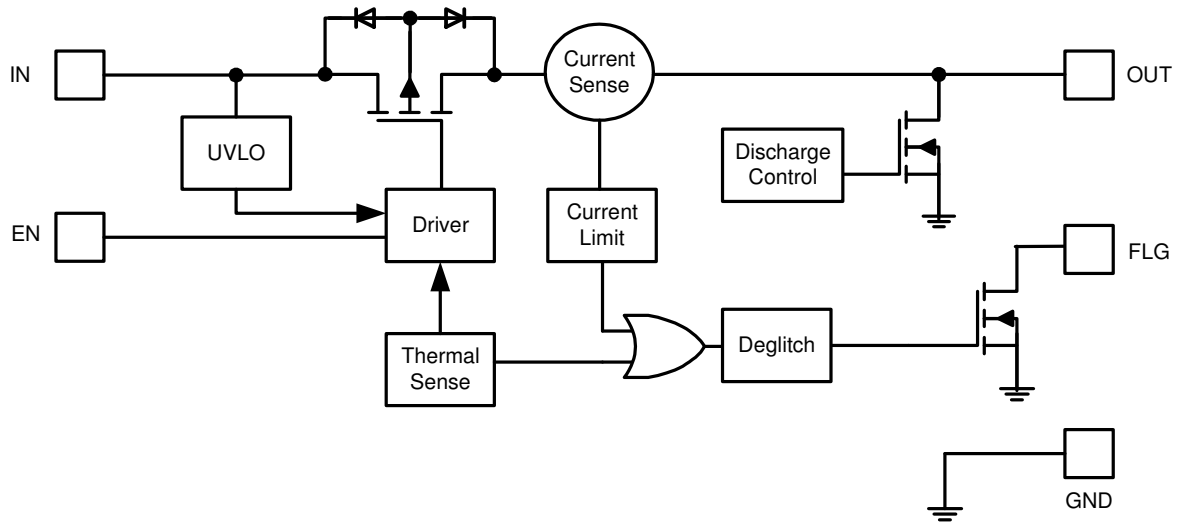 IN
Current
Sense
OUT
UVLO
Discharge
Control
EN
Driver
Current
Limit
FLG
Thermal
Sense
Deglitch
GND